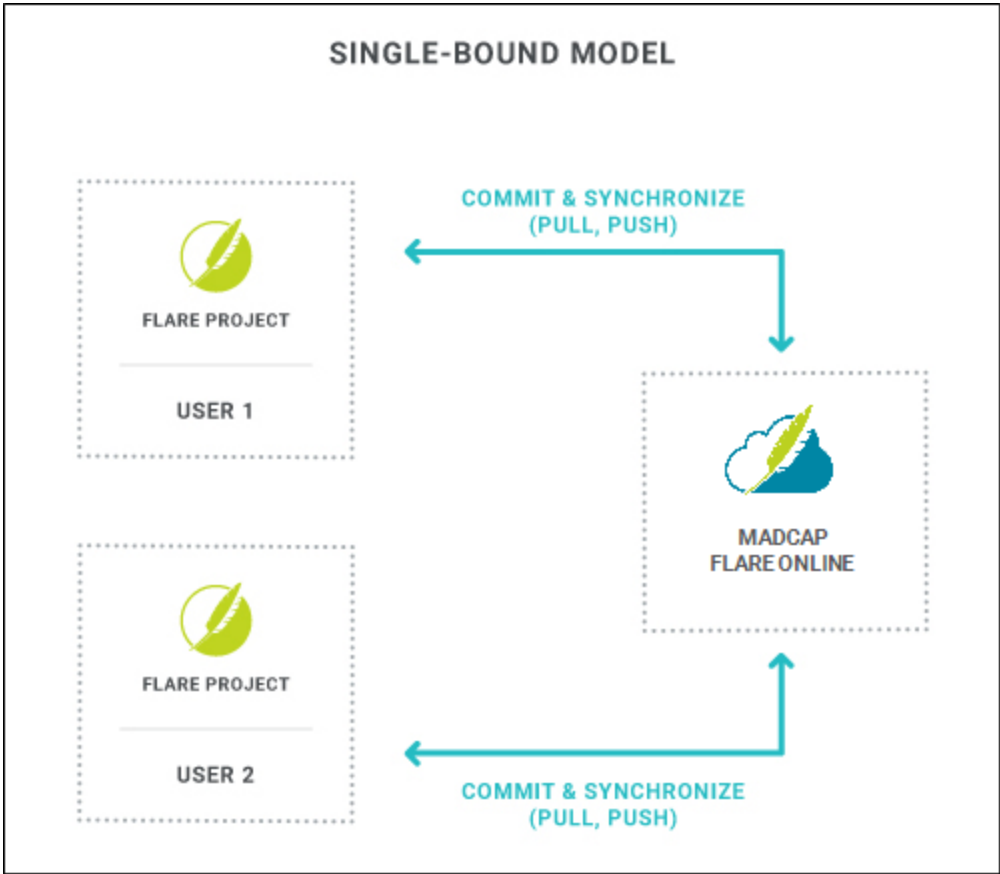 SINGLE-BOUND MODEL
COMMIT & SYNCHRONIZE
(PULL, PUSH)
FLARE PROJECT
USER 1
MADCAP
FLARE ONLINE
FLARE PROJECT
USER 2
COMMIT & SYNCHRONIZE
(PULL, PUSH)